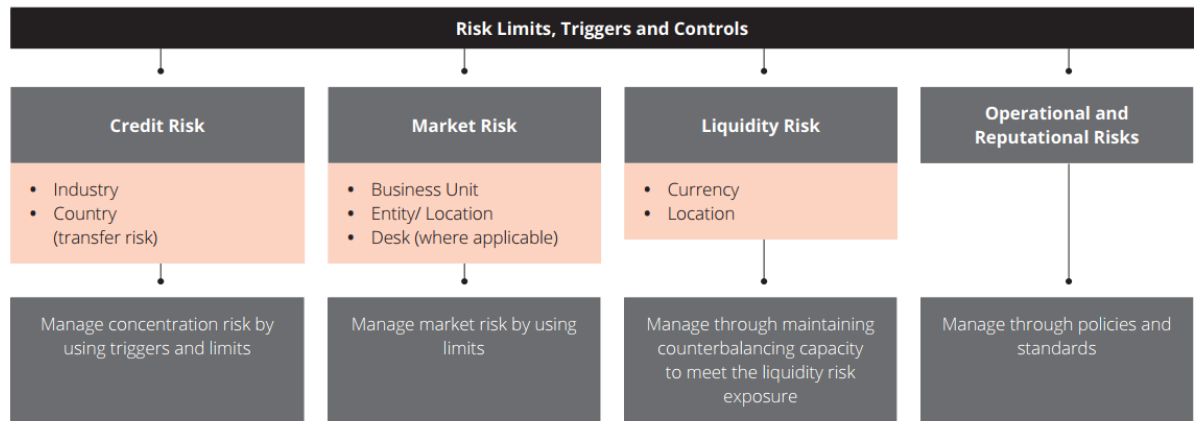 Risk Limits, Triggers and Controls
Credit Risk
Market Risk
Liquidity Risk
Operational and
Reputational Risks
• Industry
• Country
(transfer risk)
• Business Unit
• Entity/ Location
• Desk (where applicable)
• Currency
• Location
Manage concentration risk by
using triggers and limits
Manage market risk by using
limits
Manage through maintaining
counterbalancing capacity
to meet the liquidity risk
exposure
Manage through policies and
standards